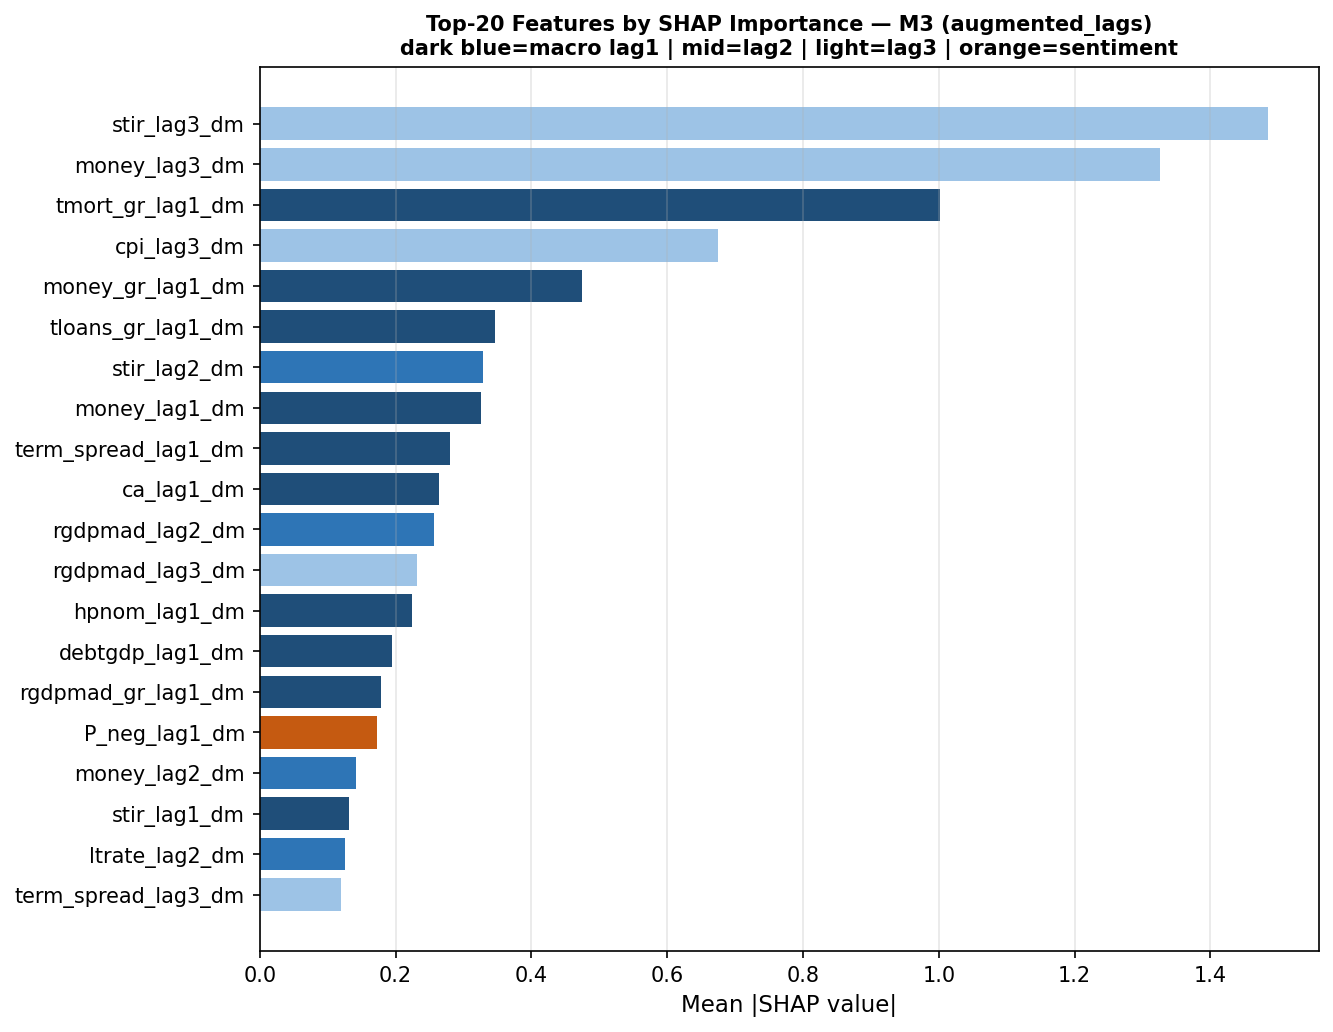 Top-20 Features by SHAP Importance — M3 (augmented_lags)
dark blue=macro lag1 | mid=lag2 | light=lag3 | orange=sentiment
stir_lag3_dm
money_lag3_dm
tmort_gr_lag1_dm
cpi_lag3_dm
money_gr_lag1_dm
tloans_gr_lag1_dm
stir_lag2_dm
money_lag1_dm
term_spread_lag1_dm
ca_lag1_dm
rgdpmad_lag2_dm
rgdpmad_lag3_dm
hpnom_lag1_dm
debtgdp_lag1_dm
rgdpmad_gr_lag1_dm
P_neg_lag1_dm
money_lag2_dm
stir_lag1_dm
ltrate_lag2_dm
term_spread_lag3_dm
0.0 0.2 0.4 0.6 0.8 1.0 1.2 1.4
Mean |SHAP value|